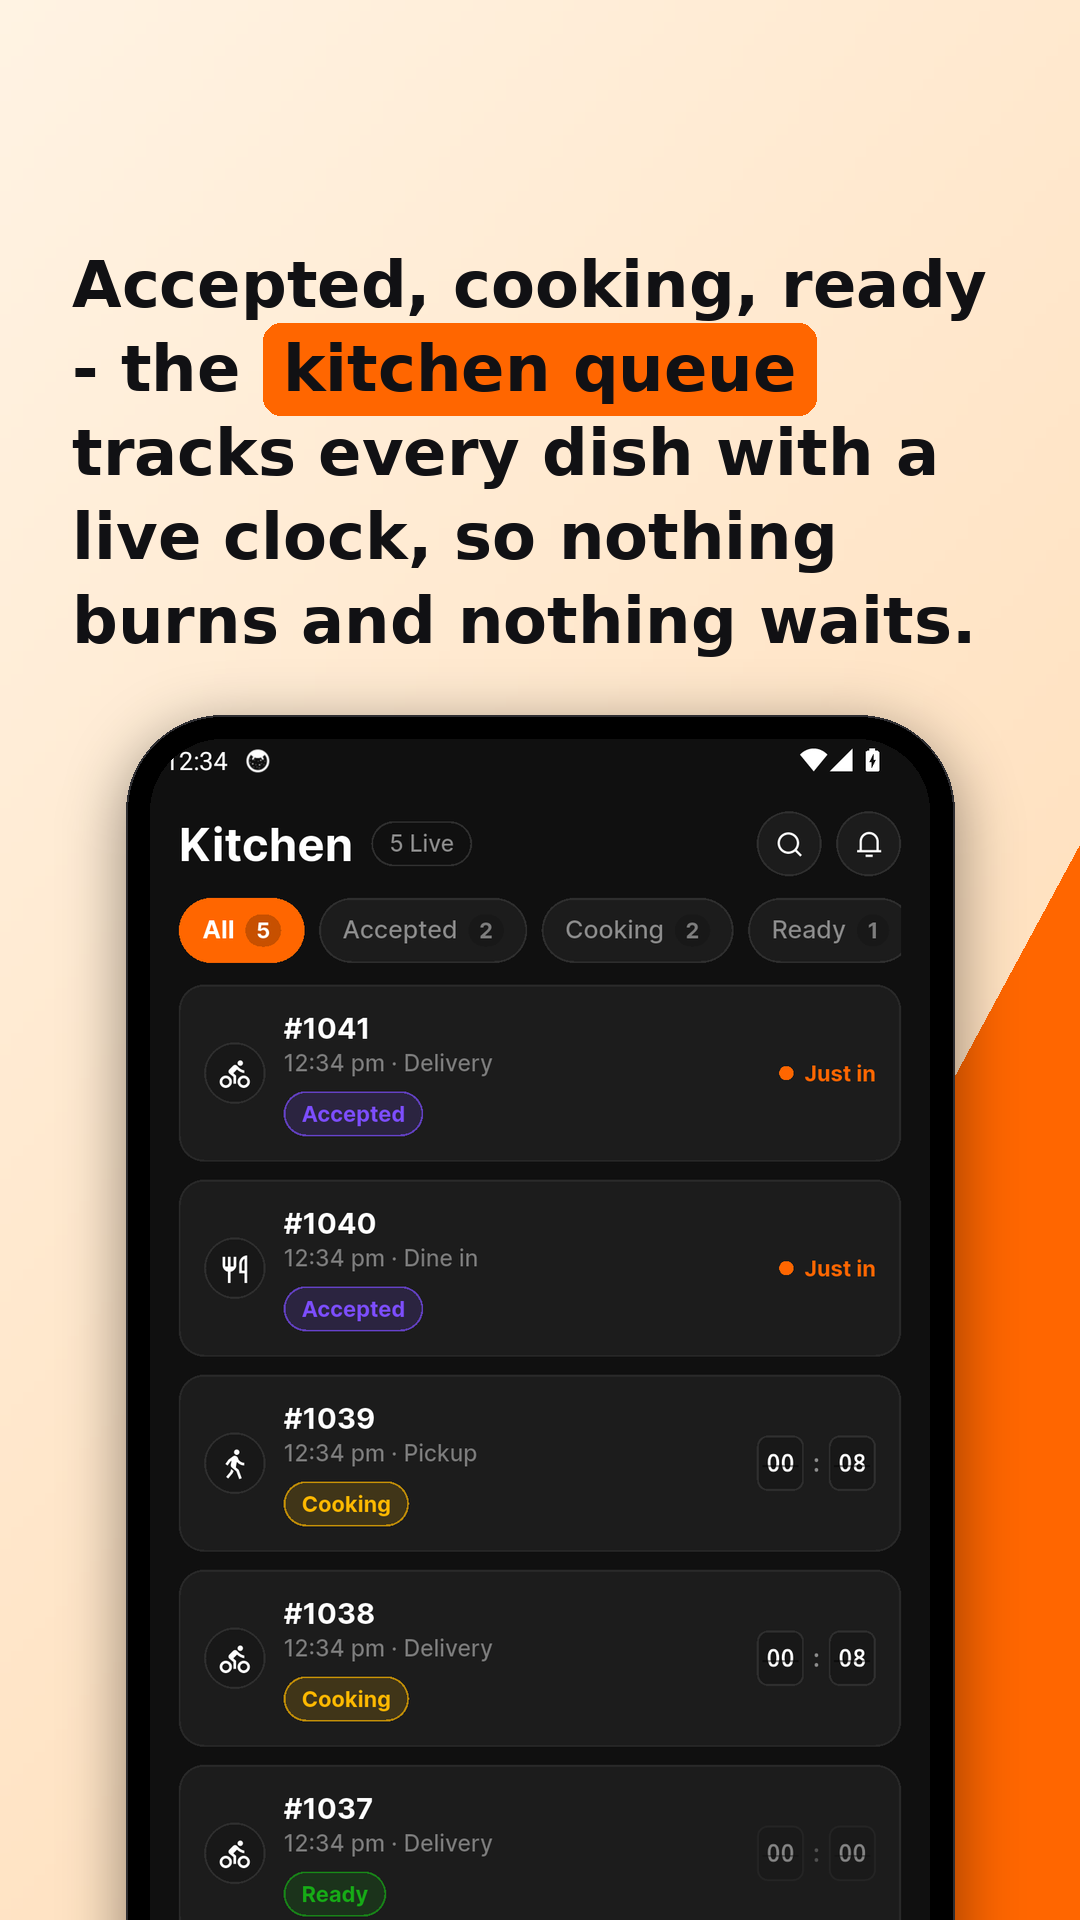 Accepted, cooking, ready
- the kitchen queue
tracks every dish with a
live clock, so nothing
burns and nothing waits.
12:34
Kitchen 5 Live
All 5 Accepted 2 Cooking 2 Ready 1
#1041
12:34 pm · Delivery
Accepted
Just in
#1040
12:34 pm · Dine in
Accepted
Just in
#1039
12:34 pm · Pickup
Cooking
00 : 08
#1038
12:34 pm · Delivery
Cooking
00 : 08
#1037
12:34 pm · Delivery
Ready
00 : 00